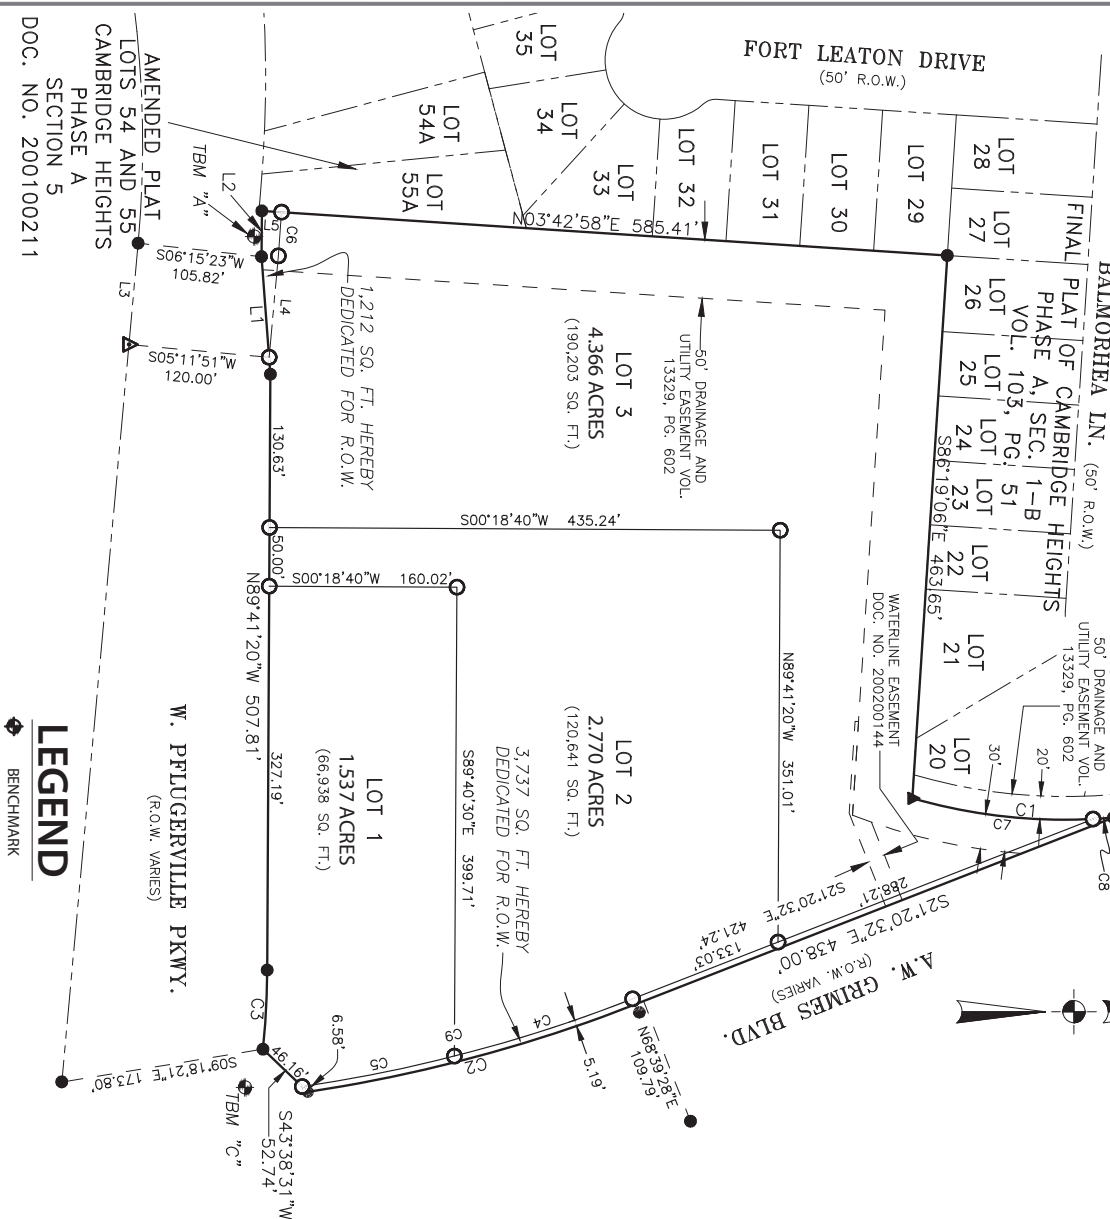 FORT LEATON DRIVE
(50' R.O.W.)
BALMORHEA LN. (50' R.O.W.)
FINAL PLAT OF CAMBRIDGE HEIGHTS
PHASE A, SEC. 1-B
VOL. 103, PG. 51
LOT 35
LOT 34
LOT 33
LOT 32
LOT 31
LOT 30
LOT 29
LOT 28
LOT 27
LOT 26
LOT 25
LOT 24
LOT 23
LOT 22
LOT 21
LOT 20
LOT 54A
LOT 55A
AMENDED PLAT
LOTS 54 AND 55
CAMBRIDGE HEIGHTS
PHASE A
SECTION 5
DOC. NO. 200100211
TBM "A"
L2
L5
C6
L4
L1
L3
N03°42'58"E 585.41'
S06°15'23"W
105.82'
S05°11'51"W
120.00'
1,212 SQ. FT. HEREBY
DEDICATED FOR R.O.W.
LOT 3
4.366 ACRES
(190,203 SQ. FT.)
50' DRAINAGE AND
UTILITY EASEMENT VOL.
13329, PG. 602
S86°19'06"E 463.65'
130.63'
50.00'
S00°18'40"W 435.24'
S00°18'40"W 160.02'
N89°41'20"W 507.81'
327.19'
N89°41'20"W 351.01'
S89°40'30"E 399.71'
WATERLINE EASEMENT
DOC. NO. 200200144
50' DRAINAGE AND
UTILITY EASEMENT VOL.
13329, PG. 602
20'
30'
C1
C7
C8
LOT 2
2.770 ACRES
(120,641 SQ. FT.)
3,737 SQ. FT. HEREBY
DEDICATED FOR R.O.W.
LOT 1
1.537 ACRES
(66,938 SQ. FT.)
W. PFLUGERVILLE PKWY.
(R.O.W. VARIES)
288.21'
S21°20'32"E 421.24'
133.03'
S21°20'32"E 438.00'
A.W. GRIMES BLVD.
(R.O.W. VARIES)
N68°39'28"E
109.79'
5.19'
C4
C9
C2
C5
C3
6.58'
46.16'
S43°38'31"W
52.74'
S09°18'21"E 173.80'
TBM "C"
LEGEND
BENCHMARK